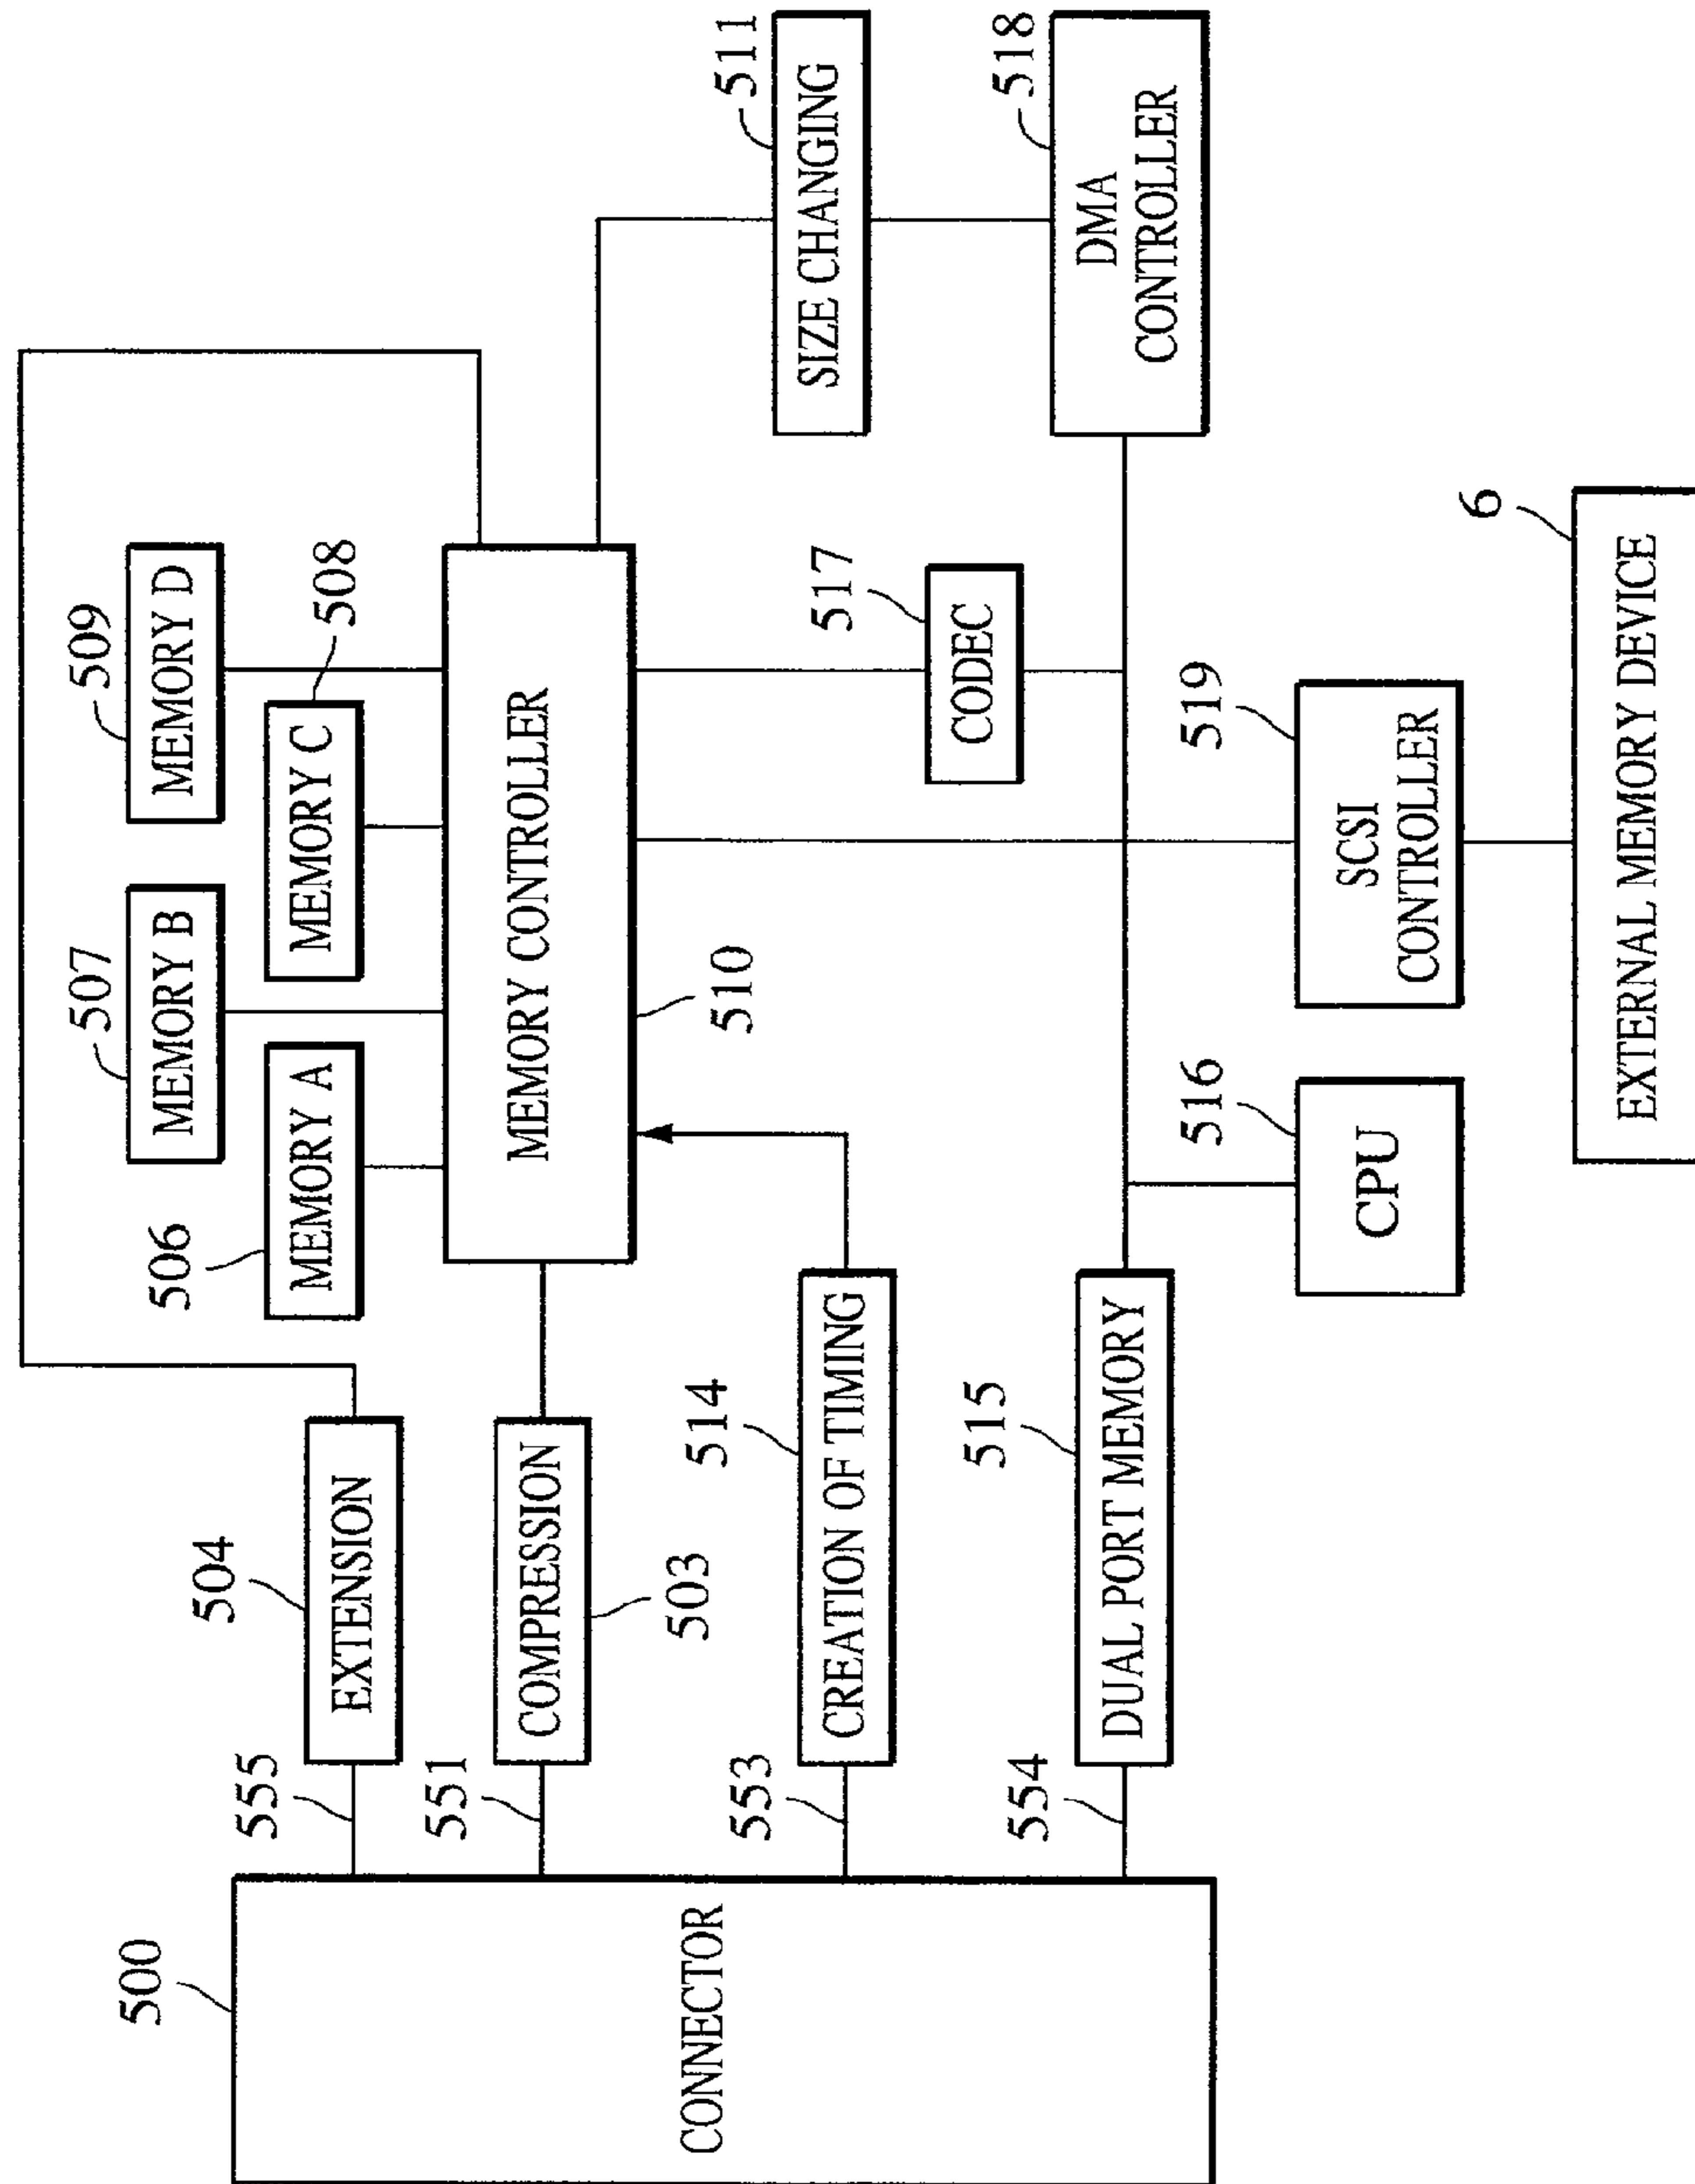 500
CONNECTOR
555
551
553
554
504
EXTENSION
COMPRESSION
503
514
CREATION OF TIMING
515
DUAL PORT MEMORY
506
MEMORY A
507
MEMORY B
MEMORY C
508
509
MEMORY D
MEMORY CONTROLLER
510
516
CPU
517
CODEC
519
SCSI
CONTROLLER
6
EXTERNAL MEMORY DEVICE
511
SIZE CHANGING
518
DMA
CONTROLLER